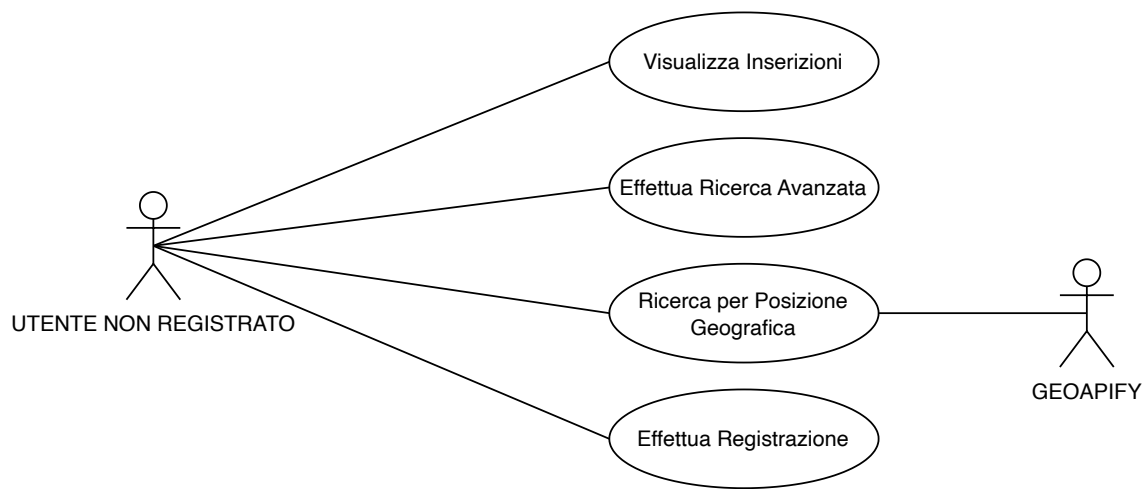 Visualizza Inserizioni
Effettua Ricerca Avanzata
UTENTE NON REGISTRATO
Ricerca per Posizione
Geografica
GEOAPIFY
Effettua Registrazione